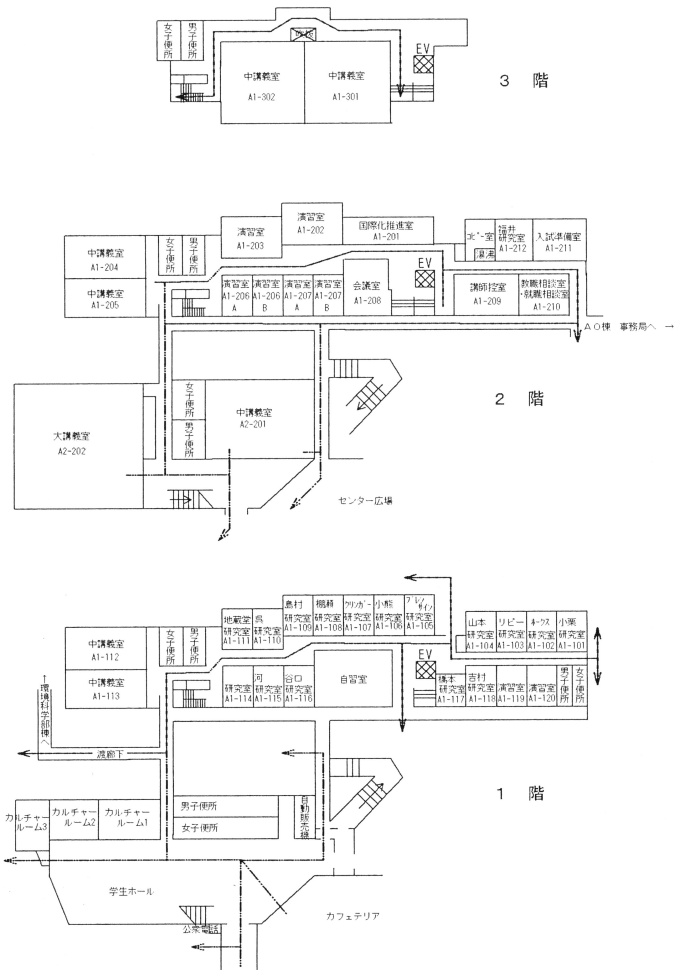 女子便所
男子便所
EV
中講義室
A1-302
中講義室
A1-301
3 階
演習室
A1-202
演習室
A1-203
国際化推進室
A1-201
コピー室
湯沸
福井
研究室
A1-212
入試準備室
A1-211
中講義室
A1-204
女子便所
男子便所
EV
中講義室
A1-205
演習室
A1-206
A
演習室
A1-206
B
演習室
A1-207
A
演習室
A1-207
B
会議室
A1-208
講師控室
A1-209
教職相談室
・就職相談室
A1-210
A0棟 事務局へ →
女子便所
男子便所
中講義室
A2-201
2 階
大講義室
A2-202
センター広場
島村
研究室
A1-109
棚瀬
研究室
A1-108
クリンガー
研究室
A1-107
小熊
研究室
A1-106
研究室
A1-105
地蔵堂
研究室
A1-111
呉
研究室
A1-110
山本
研究室
A1-104
リビー
研究室
A1-103
ホークス
研究室
A1-102
小栗
研究室
A1-101
中講義室
A1-112
女子便所
男子便所
EV
中講義室
A1-113
研究室
A1-114
河
研究室
A1-115
谷口
研究室
A1-116
自習室
橋本
研究室
A1-117
吉村
研究室
A1-118
演習室
A1-119
演習室
A1-120
男子便所
女子便所
↑環境科学部棟へ
渡廊下
1 階
男子便所
女子便所
自動販売機
カルチャー
ルーム3
カルチャー
ルーム2
カルチャー
ルーム1
学生ホール
カフェテリア
公衆電話